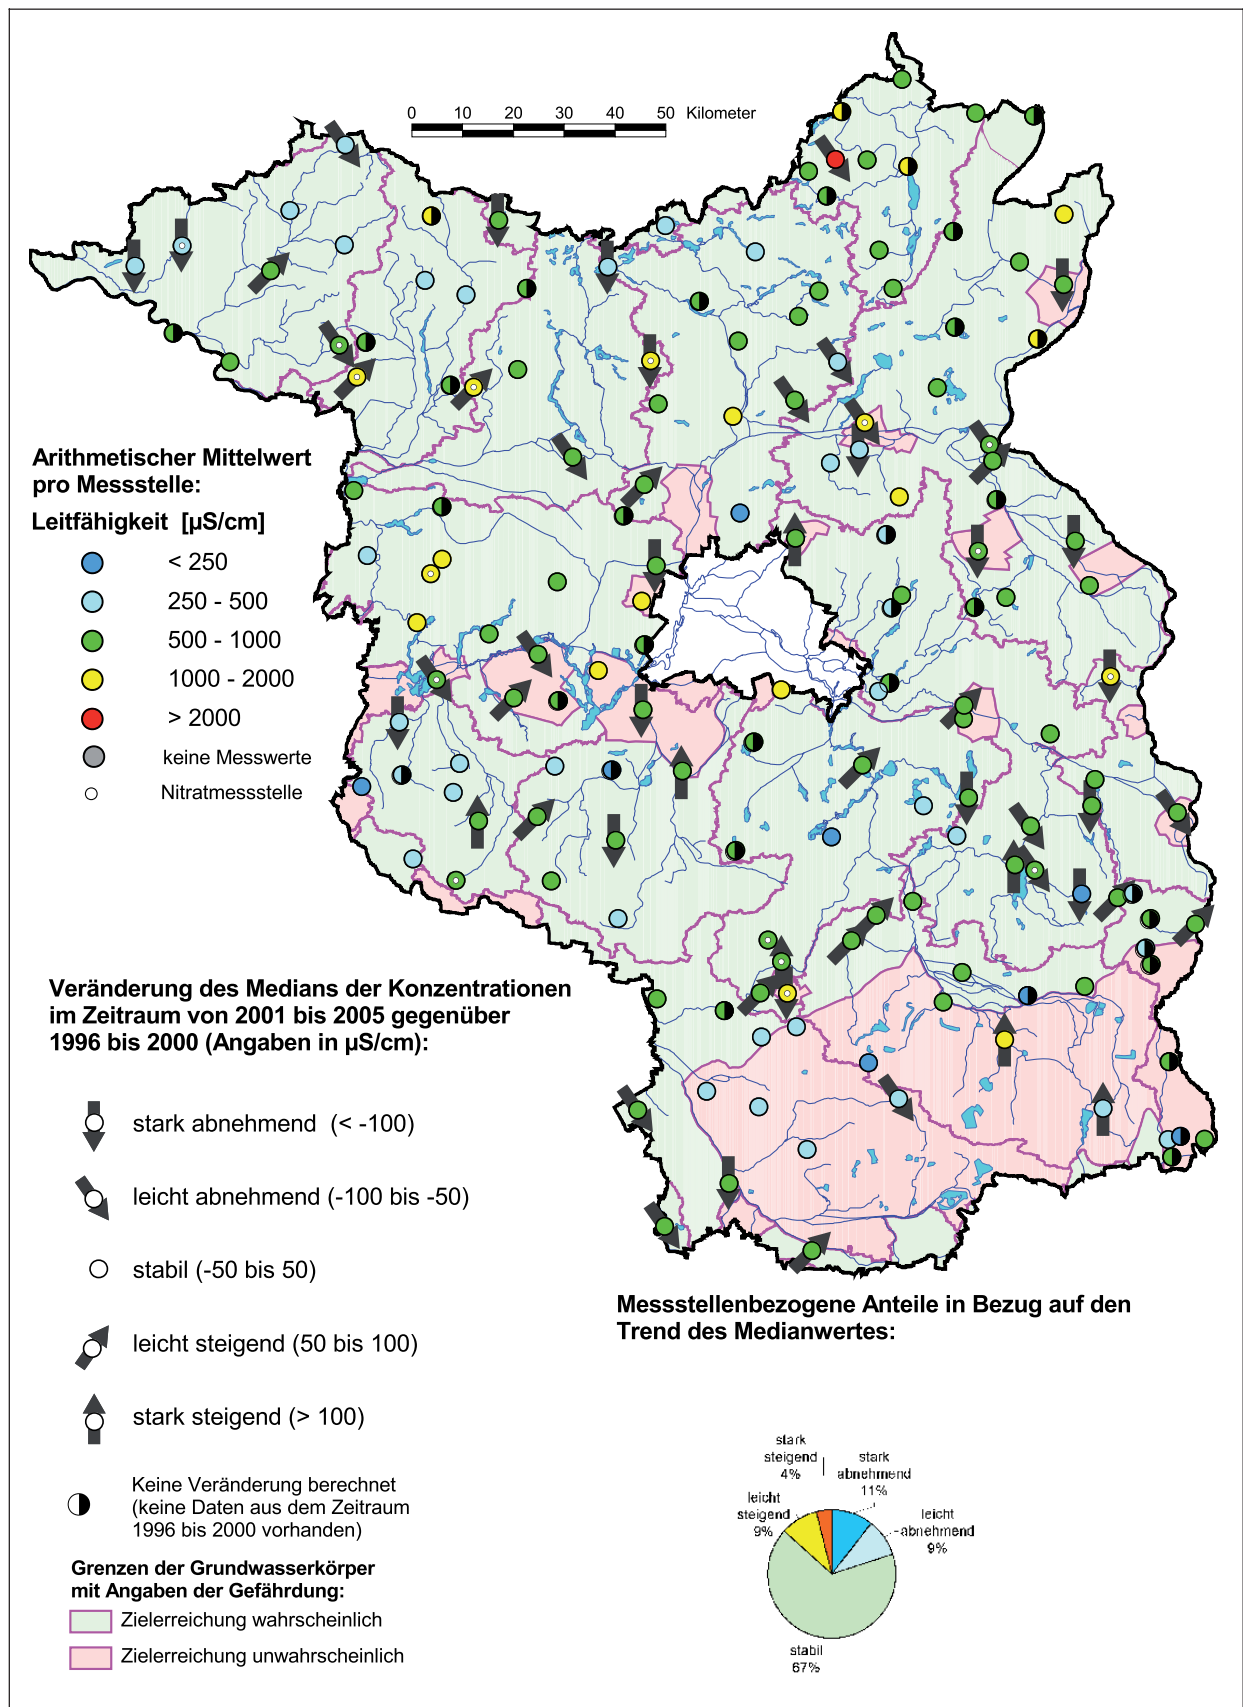 0 10 20 30 40 50 Kilometer
Arithmetischer Mittelwert
pro Messstelle:
Leitfähigkeit [µS/cm]
< 250
250 - 500
500 - 1000
1000 - 2000
> 2000
keine Messwerte
Nitratmessstelle
Veränderung des Medians der Konzentrationen
im Zeitraum von 2001 bis 2005 gegenüber
1996 bis 2000 (Angaben in µS/cm):
stark abnehmend (< -100)
leicht abnehmend (-100 bis -50)
stabil (-50 bis 50)
leicht steigend (50 bis 100)
stark steigend (> 100)
Keine Veränderung berechnet
(keine Daten aus dem Zeitraum
1996 bis 2000 vorhanden)
Grenzen der Grundwasserkörper
mit Angaben der Gefährdung:
Zielerreichung wahrscheinlich
Zielerreichung unwahrscheinlich
Messstellenbezogene Anteile in Bezug auf den
Trend des Medianwertes:
stark
steigend
4%
stark
abnehmend
11%
leicht
steigend
9%
leicht
abnehmend
9%
stabil
67%